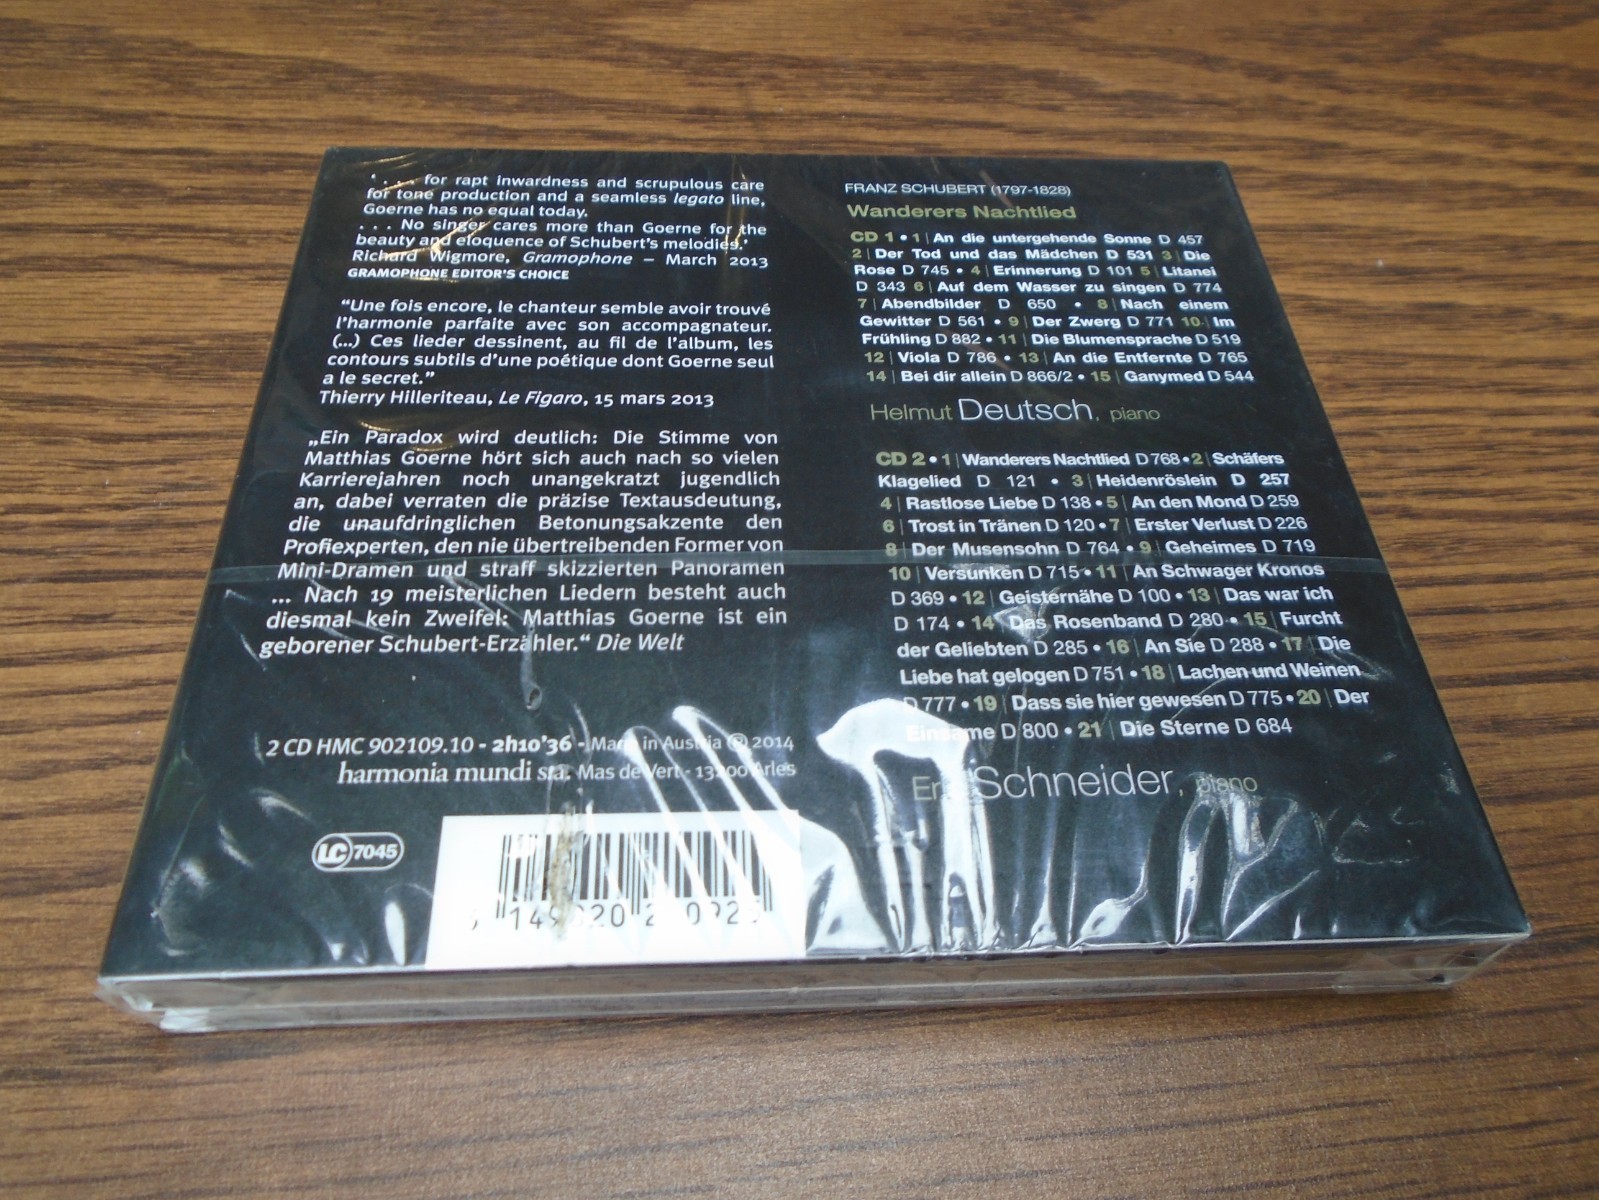 ‘. . . for rapt inwardness and scrupulous care
for tone production and a seamless legato line,
Goerne has no equal today.
. . . No singer cares more than Goerne for the
beauty and eloquence of Schubert’s melodies.’
Richard Wigmore, Gramophone – March 2013
GRAMOPHONE EDITOR’S CHOICE
“Une fois encore, le chanteur semble avoir trouvé
l’harmonie parfaite avec son accompagnateur.
(…) Ces lieder dessinent, au fil de l’album, les
contours subtils d’une poétique dont Goerne seul
a le secret.”
Thierry Hilleriteau, Le Figaro, 15 mars 2013
„Ein Paradox wird deutlich: Die Stimme von
Matthias Goerne hört sich auch nach so vielen
Karrierejahren noch unangekratzt jugendlich
an, dabei verraten die präzise Textausdeutung,
die unaufdringlichen Betonungsakzente den
Profiexperten, den nie übertreibenden Former von
Mini-Dramen und straff skizzierten Panoramen
... Nach 19 meisterlichen Liedern besteht auch
diesmal kein Zweifel: Matthias Goerne ist ein
geborener Schubert-Erzähler.“ Die Welt
2 CD HMC 902109.10 - 2h10’36 - Made in Austria ℗ 2014
harmonia mundi s.a. Mas de Vert - 13200 Arles
LC 7045
FRANZ SCHUBERT (1797-1828)
Wanderers Nachtlied
CD 1 • 1 | An die untergehende Sonne D 457
2 | Der Tod und das Mädchen D 531 3 | Die
Rose D 745 • 4 | Erinnerung D 101 5 | Litanei
D 343 6 | Auf dem Wasser zu singen D 774
7 | Abendbilder D 650 • 8 | Nach einem
Gewitter D 561 • 9 | Der Zwerg D 771 10 | Im
Frühling D 882 • 11 | Die Blumensprache D 519
12 | Viola D 786 • 13 | An die Entfernte D 765
14 | Bei dir allein D 866/2 • 15 | Ganymed D 544
Helmut Deutsch, piano
CD 2 • 1 | Wanderers Nachtlied D 768 • 2 | Schäfers
Klagelied D 121 • 3 | Heidenröslein D 257
4 | Rastlose Liebe D 138 • 5 | An den Mond D 259
6 | Trost in Tränen D 120 • 7 | Erster Verlust D 226
8 | Der Musensohn D 764 • 9 | Geheimes D 719
10 | Versunken D 715 • 11 | An Schwager Kronos
D 369 • 12 | Geisternähe D 100 • 13 | Das war ich
D 174 • 14 | Das Rosenband D 280 • 15 | Furcht
der Geliebten D 285 • 16 | An Sie D 288 • 17 | Die
Liebe hat gelogen D 751 • 18 | Lachen und Weinen
D 777 • 19 | Dass sie hier gewesen D 775 • 20 | Der
Einsame D 800 • 21 | Die Sterne D 684
Schneider, piano